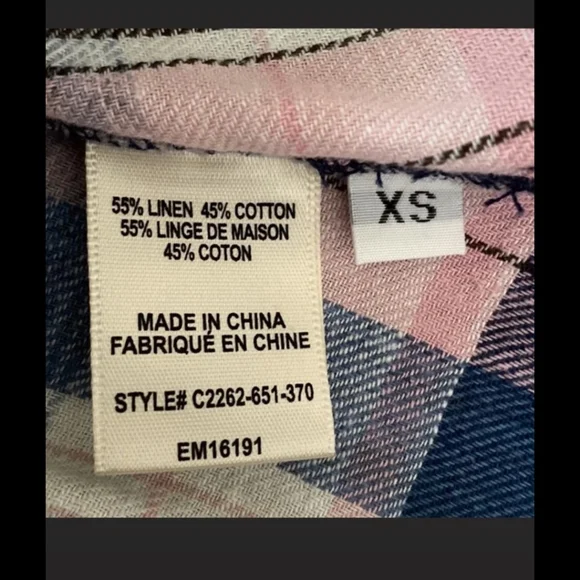 55% LINEN 45% COTTON
55% LINGE DE MAISON
45% COTON
MADE IN CHINA
FABRIQUÉ EN CHINE
STYLE# C2262-651-370
EM16191
XS